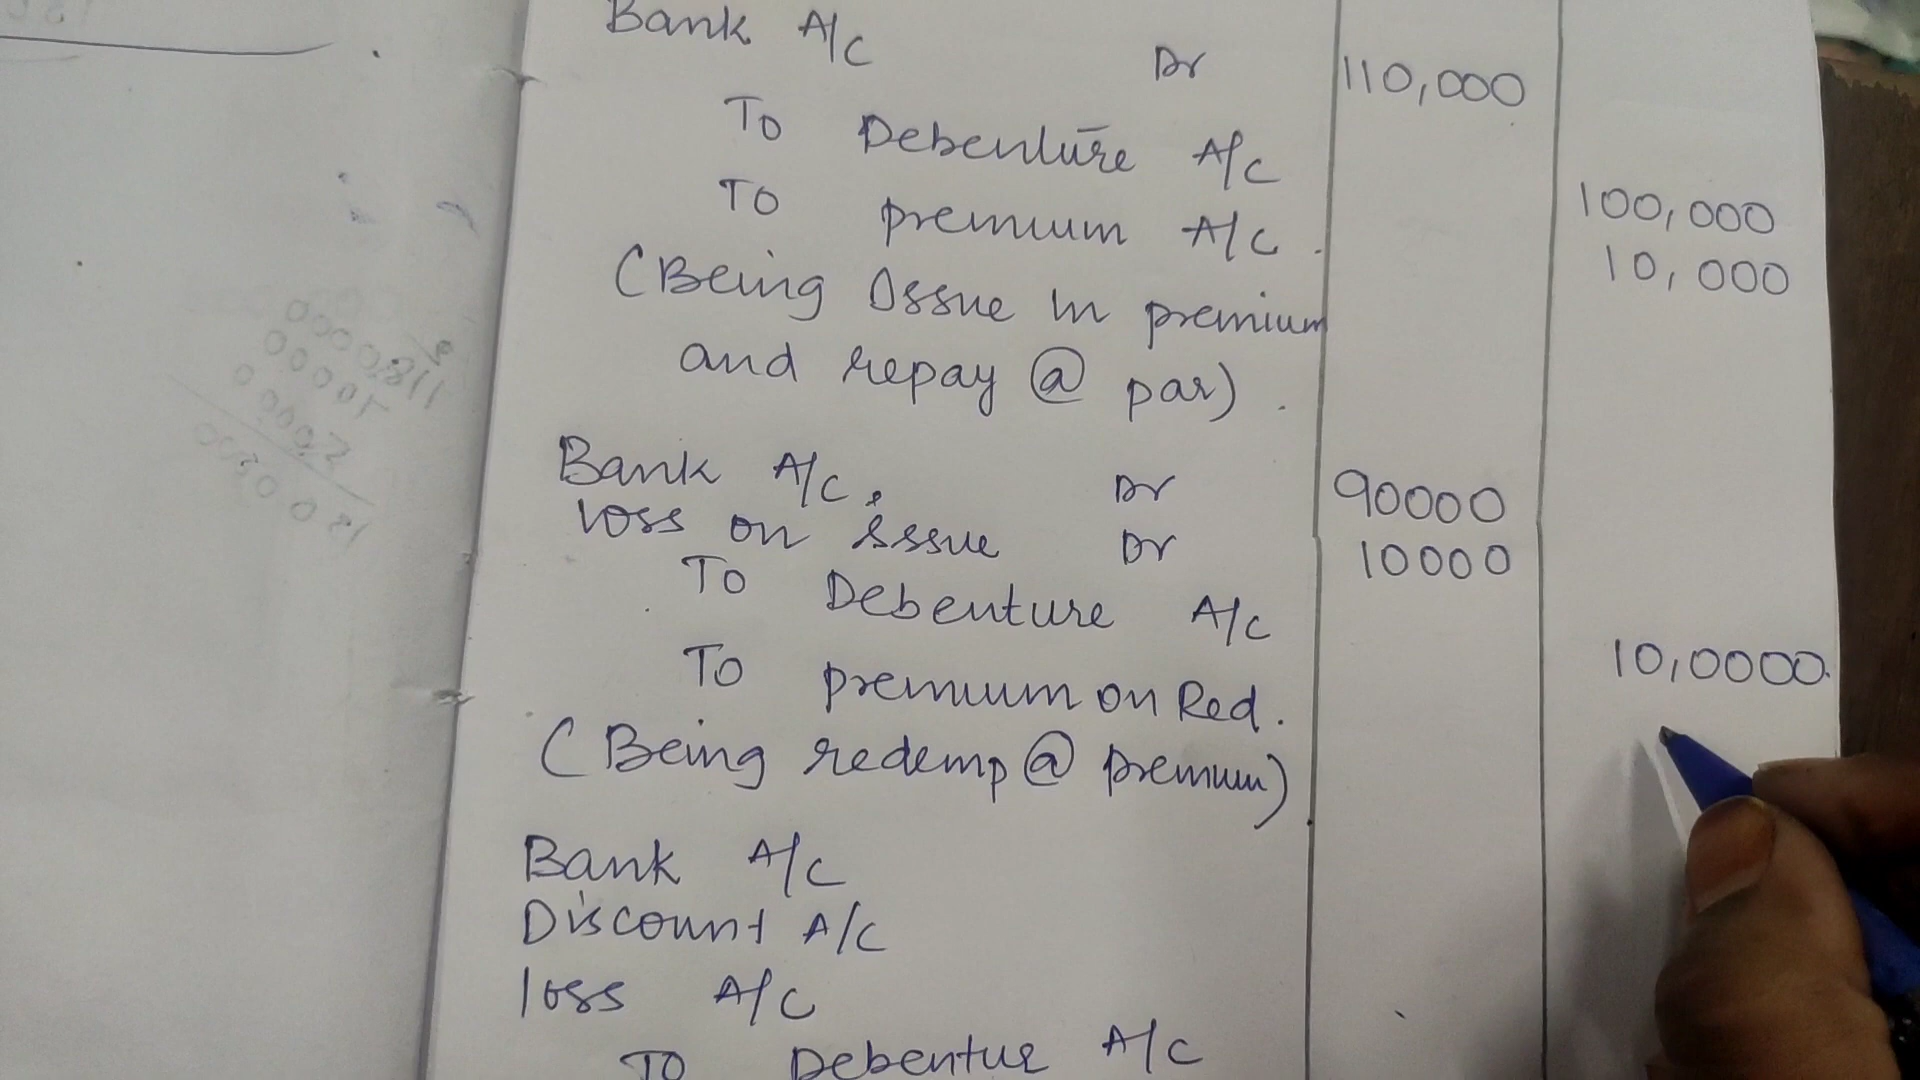 Bank A/C Dr 110,000
To Debenture A/C 100,000
To premium A/C. 10,000
(Being Issue in premium
and repay @ par).
Bank A/C. Dr 90000
loss on issue Dr 10000
To Debenture A/C 10,0000.
To premium on Red.
(Being redemp @ premium)
Bank A/C
Discount A/C
loss A/C
To Debentue A/C